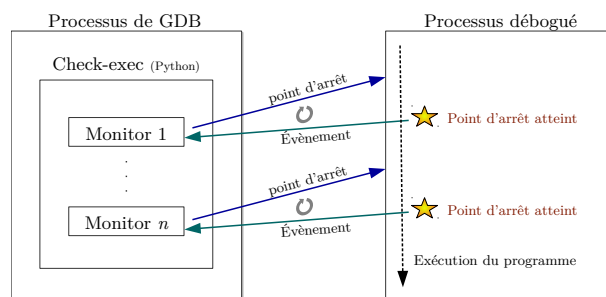 Processus de GDB
Processus débogué
Check-exec (Python)
point d'arrêt
Monitor 1
Point d'arrêt atteint
Évènement
point d'arrêt
Monitor n
Point d'arrêt atteint
Évènement
Exécution du programme